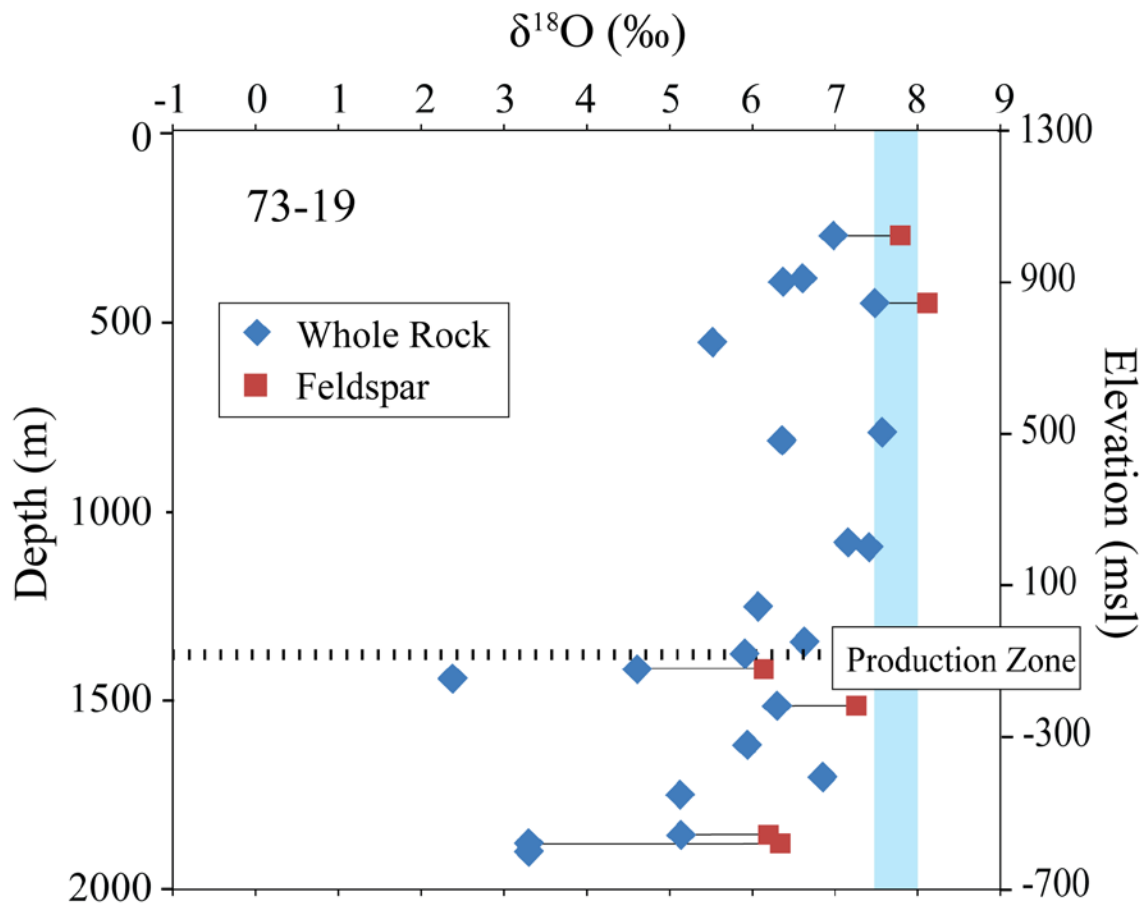 δ¹⁸O (‰)
-1 0 1 2 3 4 5 6 7 8 9
0
500
1000
1500
2000
Depth (m)
73-19
Whole Rock
Feldspar
Production Zone
1300
900
500
100
-300
-700
Elevation (msl)